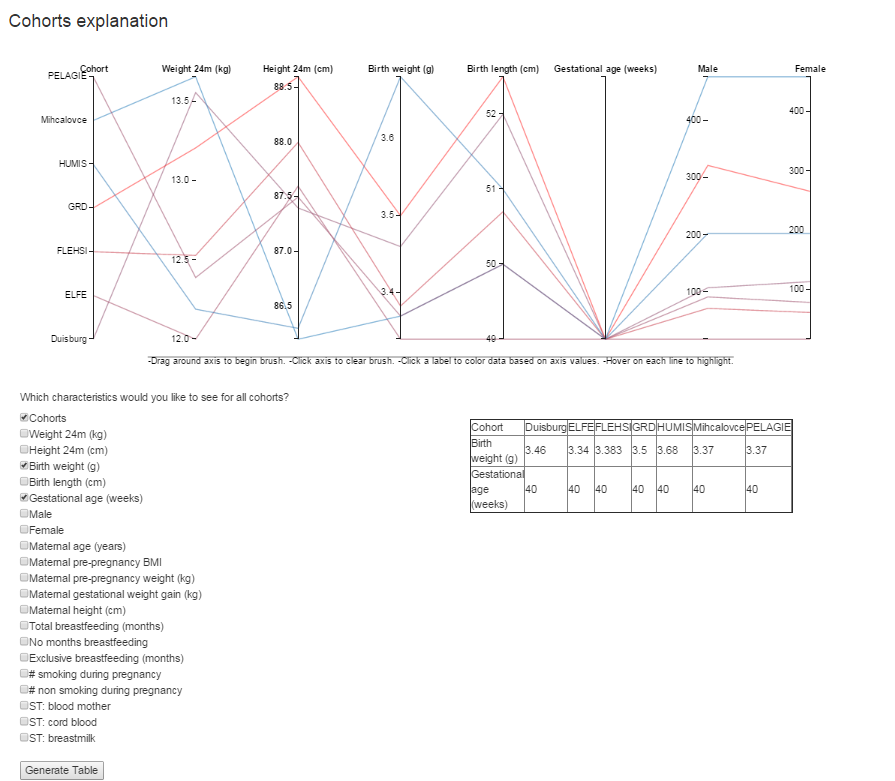 Cohorts explanation
Cohort Weight 24m (kg) Height 24m (cm) Birth weight (g) Birth length (cm) Gestational age (weeks) Male Female
PELAGIE
Mihcalovce
HUMIS
GRD
FLEHSI
ELFE
Duisburg
13.5
13.0
12.5
12.0
88.5
88.0
87.5
87.0
86.5
3.6
3.5
3.4
52
51
50
49
400
300
200
100
400
300
200
100
-Drag around axis to begin brush. -Click axis to clear brush. -Click a label to color data based on axis values. -Hover on each line to highlight.
Which characteristics would you like to see for all cohorts?
Cohorts
Weight 24m (kg)
Height 24m (cm)
Birth weight (g)
Birth length (cm)
Gestational age (weeks)
Male
Female
Maternal age (years)
Maternal pre-pregnancy BMI
Maternal pre-pregnancy weight (kg)
Maternal gestational weight gain (kg)
Maternal height (cm)
Total breastfeeding (months)
No months breastfeeding
Exclusive breastfeeding (months)
# smoking during pregnancy
# non smoking during pregnancy
ST: blood mother
ST: cord blood
ST: breastmilk
Generate Table
Cohort Duisburg ELFE FLEHSI GRD HUMIS Mihcalovce PELAGIE
Birth
weight (g) 3.46 3.34 3.383 3.5 3.68 3.37 3.37
Gestational
age 40 40 40 40 40 40 40
(weeks)